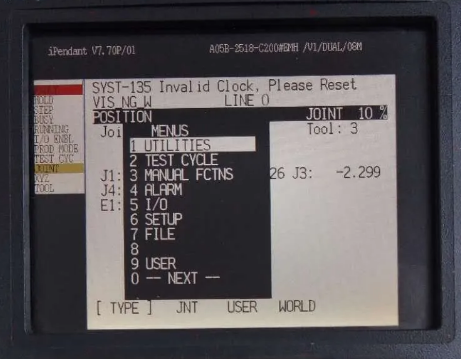 iPendant V7.70P/01 A05B-2518-C200#EMH /V1/DUAL/08M
SYST-135 Invalid Clock, Please Reset
VIS_NG_W LINE 0
POSITION JOINT 10 %
HOLD
STEP
BUSY
RUNNING
I/O ENBL
PROD MODE
TEST CYC
JOINT
XYZ
TOOL
Joi Tool: 3
MENUS
1 UTILITIES
2 TEST CYCLE
J1: 3 MANUAL FCTNS 26 J3: -2.299
J4: 4 ALARM
E1: 5 I/O
6 SETUP
7 FILE
8
9 USER
0 -- NEXT --
[ TYPE ] JNT USER WORLD